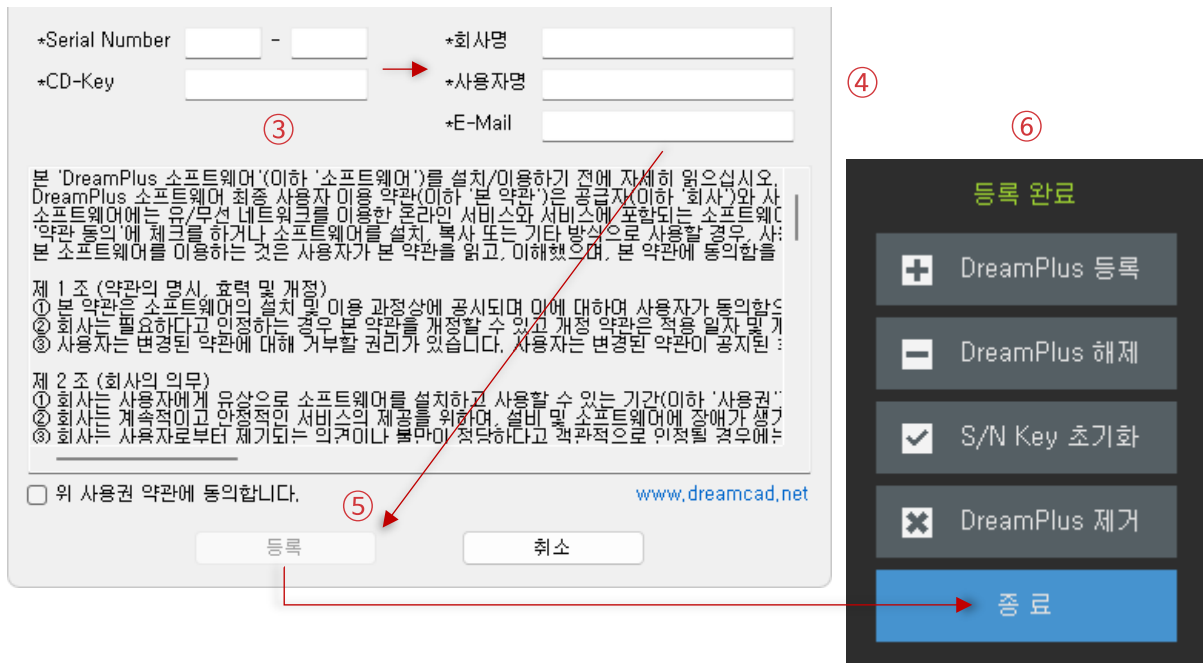 *Serial Number -
*CD-Key
③
*회사명
*사용자명
*E-Mail
④
본 'DreamPlus 소프트웨어'(이하 '소프트웨어')를 설치/이용하기 전에 자세히 읽으십시오.
DreamPlus 소프트웨어 최종 사용자 이용 약관(이하 '본 약관')은 공급자(이하 '회사')와 사
소프트웨어에는 유/무선 네트워크를 이용한 온라인 서비스와 서비스에 포함되는 소프트웨어
'약관 동의'에 체크를 하거나 소프트웨어를 설치, 복사 또는 기타 방식으로 사용할 경우, 사
본 소프트웨어를 이용하는 것은 사용자가 본 약관을 읽고, 이해했으며, 본 약관에 동의함을
제 1 조 (약관의 명시, 효력 및 개정)
① 본 약관은 소프트웨어의 설치 및 이용 과정상에 공시되며 이에 대하여 사용자가 동의함으
② 회사는 필요하다고 인정하는 경우 본 약관을 개정할 수 있고 개정 약관은 적용 일자 및 개
③ 사용자는 변경된 약관에 대해 거부할 권리가 있습니다. 사용자는 변경된 약관이 공지된
제 2 조 (회사의 의무)
① 회사는 사용자에게 유상으로 소프트웨어를 설치하고 사용할 수 있는 기간(이하 '사용권'
② 회사는 계속적이고 안정적인 서비스의 제공을 위하여, 설비 및 소프트웨어에 장애가 생기
③ 회사는 사용자로부터 제기되는 의견이나 불만이 정당하다고 객관적으로 인정될 경우에는
위 사용권 약관에 동의합니다.
www.dreamcad.net
⑤
등록
취소
⑥
등록 완료
DreamPlus 등록
DreamPlus 해제
S/N Key 초기화
DreamPlus 제거
종 료